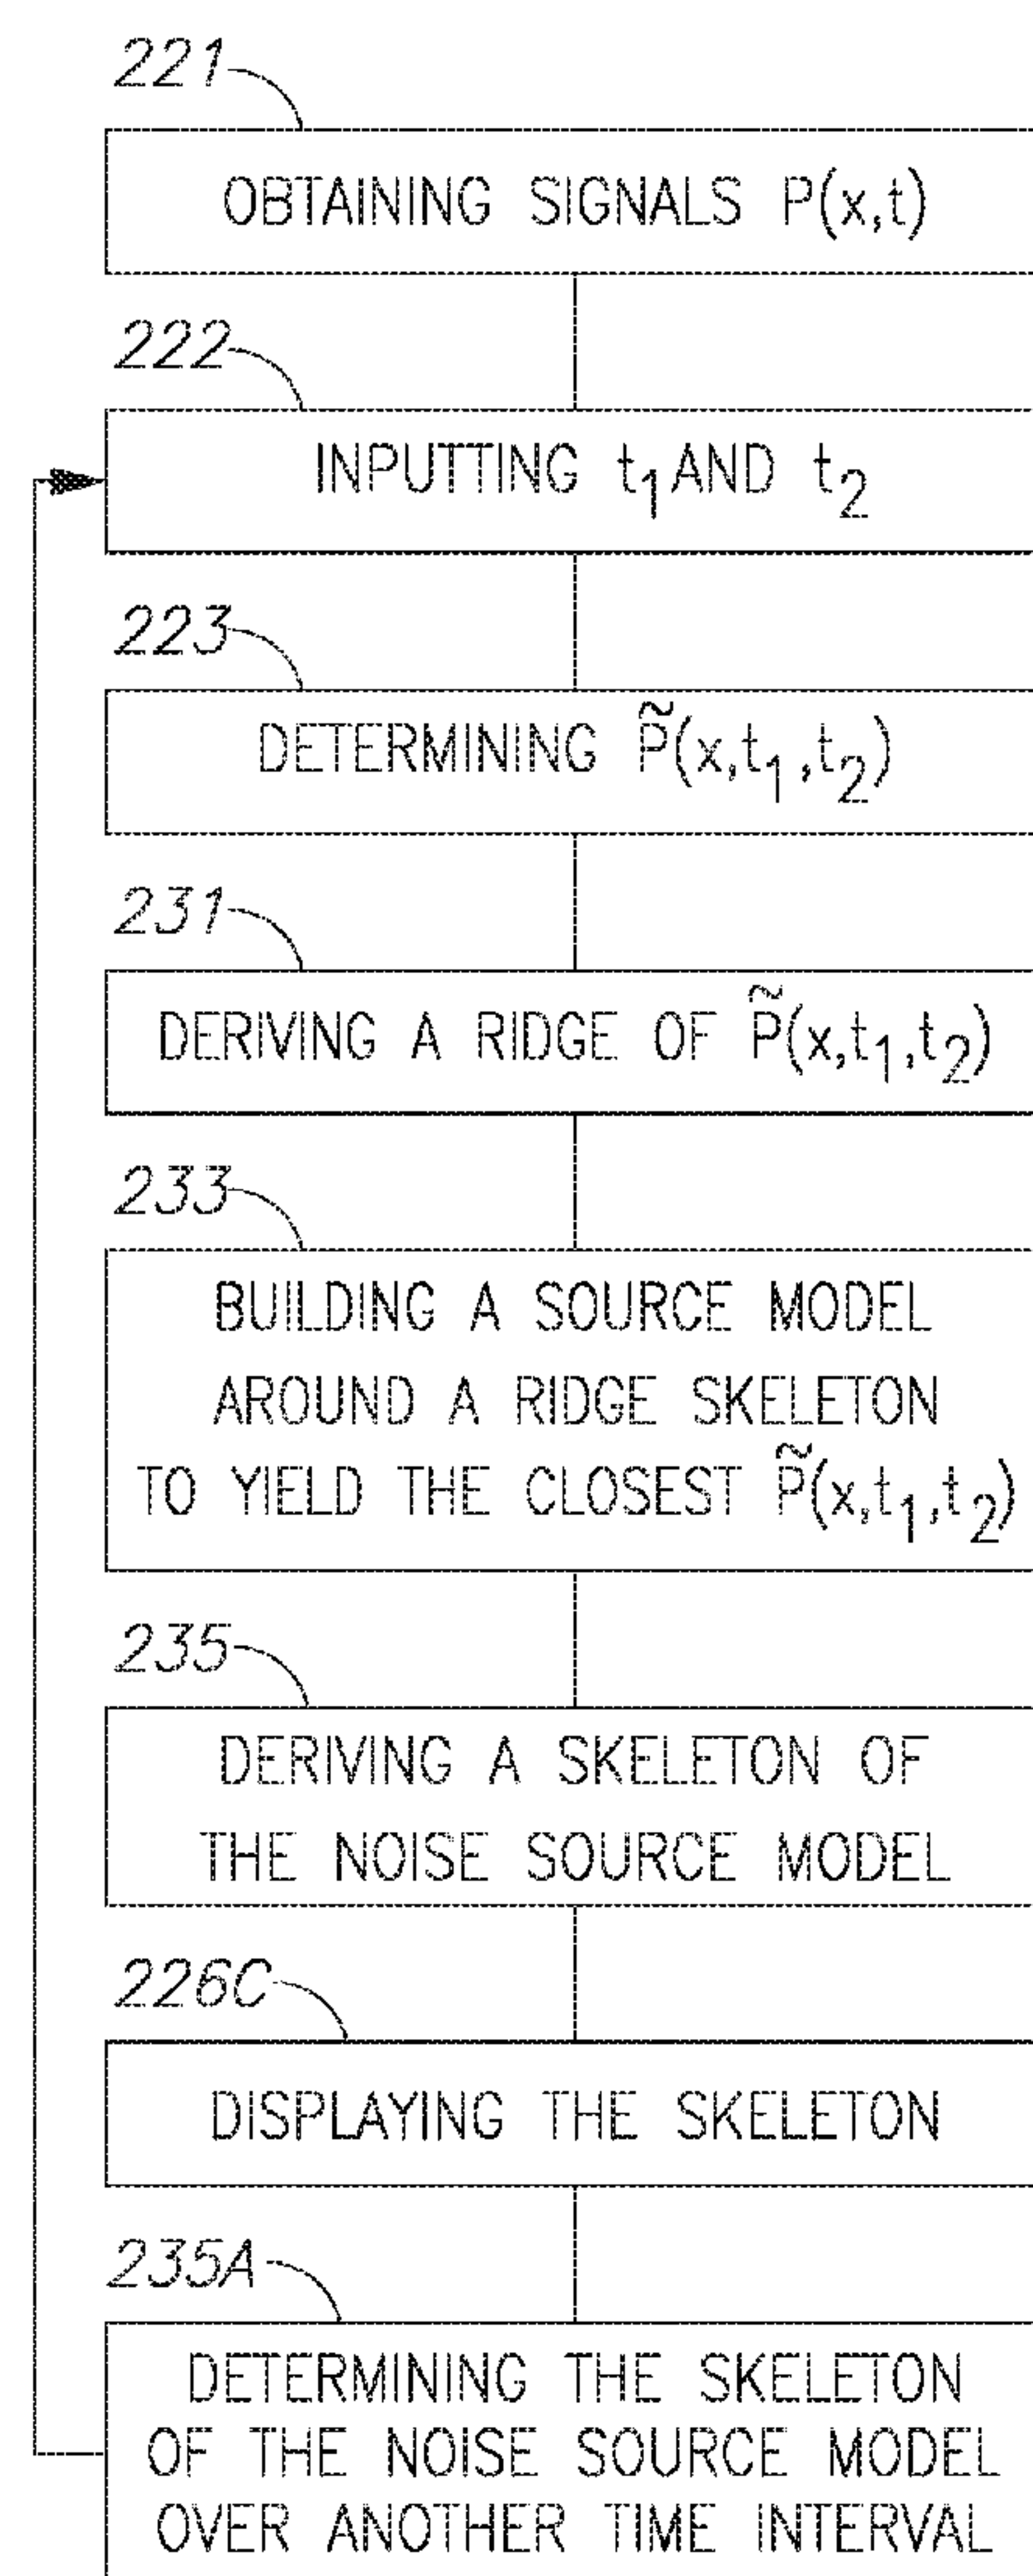 221
OBTAINING SIGNALS P(x,t)
222
INPUTTING t₁ AND t₂
223
DETERMINING P̃(x,t₁,t₂)
231
DERIVING A RIDGE OF P̃(x,t₁,t₂)
233
BUILDING A SOURCE MODEL
AROUND A RIDGE SKELETON
TO YIELD THE CLOSEST P̃(x,t₁,t₂)
235
DERIVING A SKELETON OF
THE NOISE SOURCE MODEL
226C
DISPLAYING THE SKELETON
235A
DETERMINING THE SKELETON
OF THE NOISE SOURCE MODEL
OVER ANOTHER TIME INTERVAL